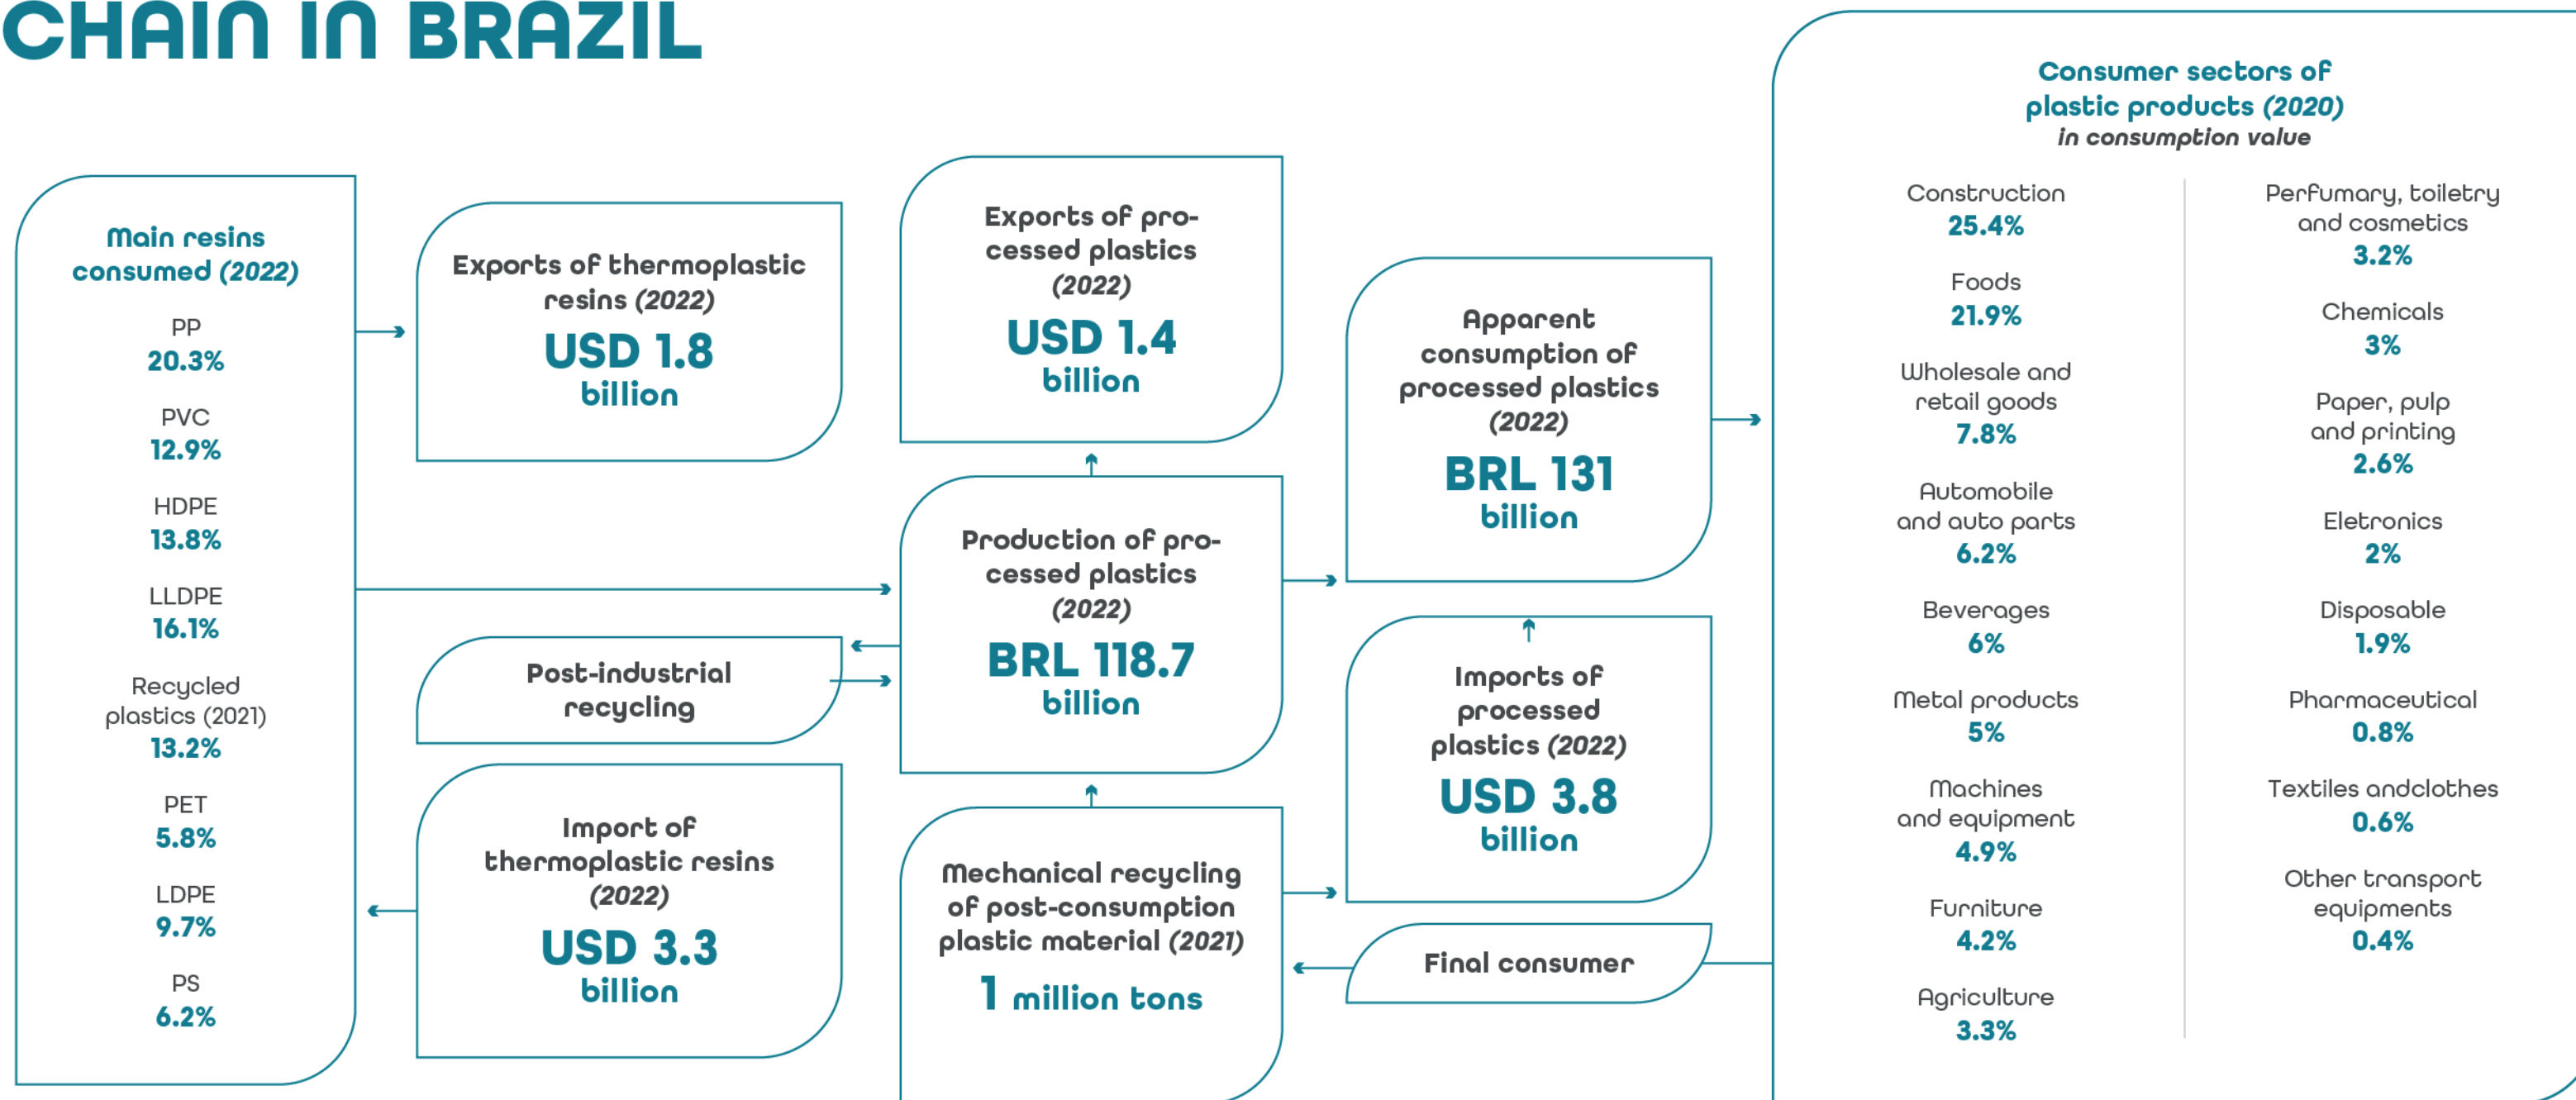 CHAIN IN BRAZIL
Main resins
consumed (2022)
PP
20.3%
PVC
12.9%
HDPE
13.8%
LLDPE
16.1%
Recycled
plastics (2021)
13.2%
PET
5.8%
LDPE
9.7%
PS
6.2%
Exports of thermoplastic
resins (2022)
USD 1.8
billion
Post-industrial
recycling
Import of
thermoplastic resins
(2022)
USD 3.3
billion
Exports of pro-
cessed plastics
(2022)
USD 1.4
billion
Production of pro-
cessed plastics
(2022)
BRL 118.7
billion
Mechanical recycling
of post-consumption
plastic material (2021)
1 million tons
Apparent
consumption of
processed plastics
(2022)
BRL 131
billion
Imports of
processed
plastics (2022)
USD 3.8
billion
Final consumer
Consumer sectors of
plastic products (2020)
in consumption value
Construction
25.4%
Foods
21.9%
Wholesale and
retail goods
7.8%
Automobile
and auto parts
6.2%
Beverages
6%
Metal products
5%
Machines
and equipment
4.9%
Furniture
4.2%
Agriculture
3.3%
Perfumary, toiletry
and cosmetics
3.2%
Chemicals
3%
Paper, pulp
and printing
2.6%
Eletronics
2%
Disposable
1.9%
Pharmaceutical
0.8%
Textiles andclothes
0.6%
Other transport
equipments
0.4%